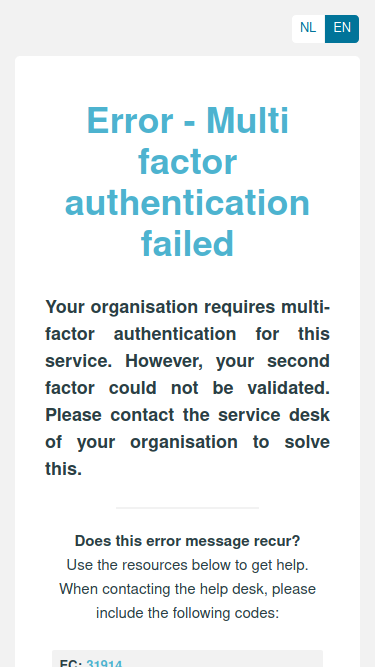 NL EN
Error - Multi
factor
authentication
failed
Your organisation requires multi-
factor authentication for this
service. However, your second
factor could not be validated.
Please contact the service desk
of your organisation to solve
this.
Does this error message recur?
Use the resources below to get help.
When contacting the help desk, please
include the following codes:
EC: 31914